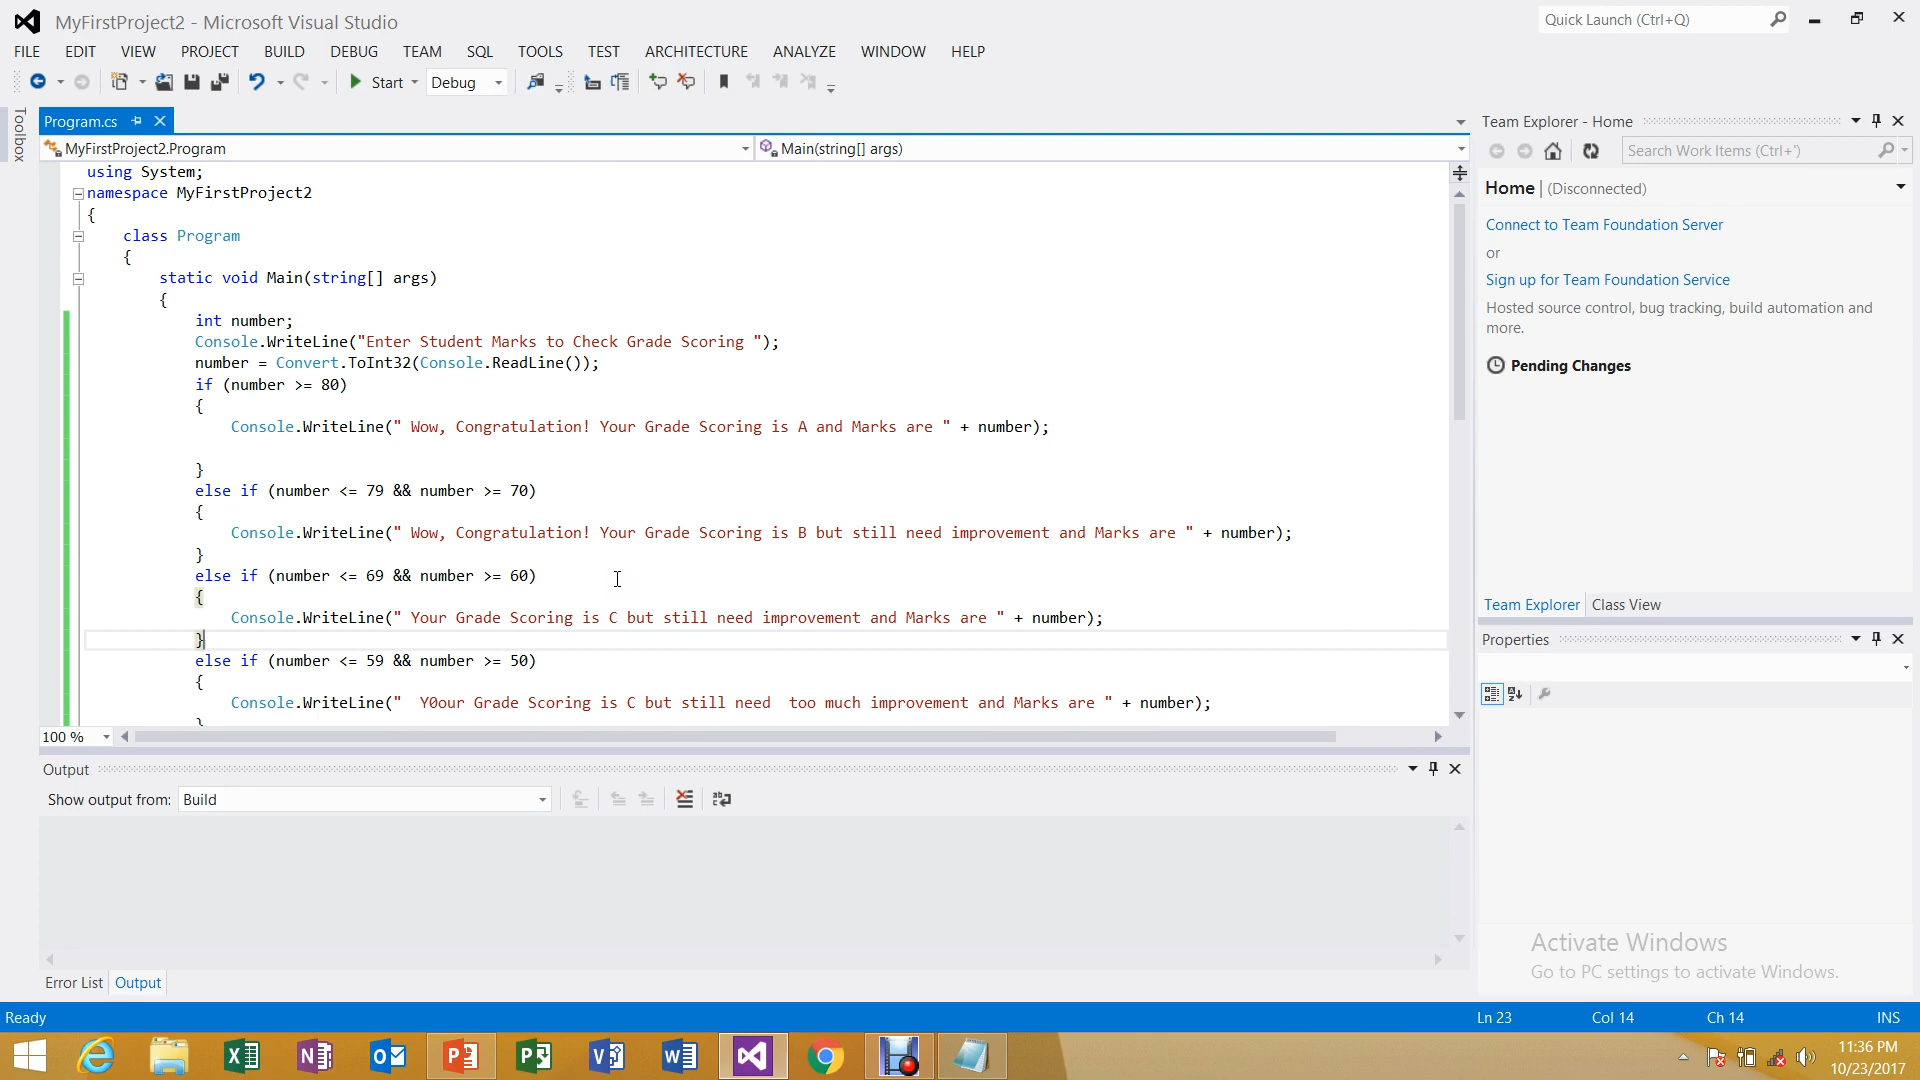 MyFirstProject2 - Microsoft Visual Studio
Quick Launch (Ctrl+Q)
FILE EDIT VIEW PROJECT BUILD DEBUG TEAM SQL TOOLS TEST ARCHITECTURE ANALYZE WINDOW HELP
Start Debug
Toolbox
Program.cs
MyFirstProject2.Program
Main(string[] args)
using System;
namespace MyFirstProject2
{
class Program
{
static void Main(string[] args)
{
int number;
Console.WriteLine("Enter Student Marks to Check Grade Scoring ");
number = Convert.ToInt32(Console.ReadLine());
if (number >= 80)
{
Console.WriteLine(" Wow, Congratulation! Your Grade Scoring is A and Marks are " + number);
}
else if (number <= 79 && number >= 70)
{
Console.WriteLine(" Wow, Congratulation! Your Grade Scoring is B but still need improvement and Marks are " + number);
}
else if (number <= 69 && number >= 60)
{
Console.WriteLine(" Your Grade Scoring is C but still need improvement and Marks are " + number);
}
else if (number <= 59 && number >= 50)
{
Console.WriteLine("  Y0our Grade Scoring is C but still need  too much improvement and Marks are " + number);
}
100 %
Output
Show output from: Build
Error List Output
Team Explorer - Home
Search Work Items (Ctrl+')
Home | (Disconnected)
Connect to Team Foundation Server
or
Sign up for Team Foundation Service
Hosted source control, bug tracking, build automation and
more.
Pending Changes
Team Explorer Class View
Properties
Activate Windows
Go to PC settings to activate Windows.
Ready
Ln 23 Col 14 Ch 14 INS
11:36 PM
10/23/2017